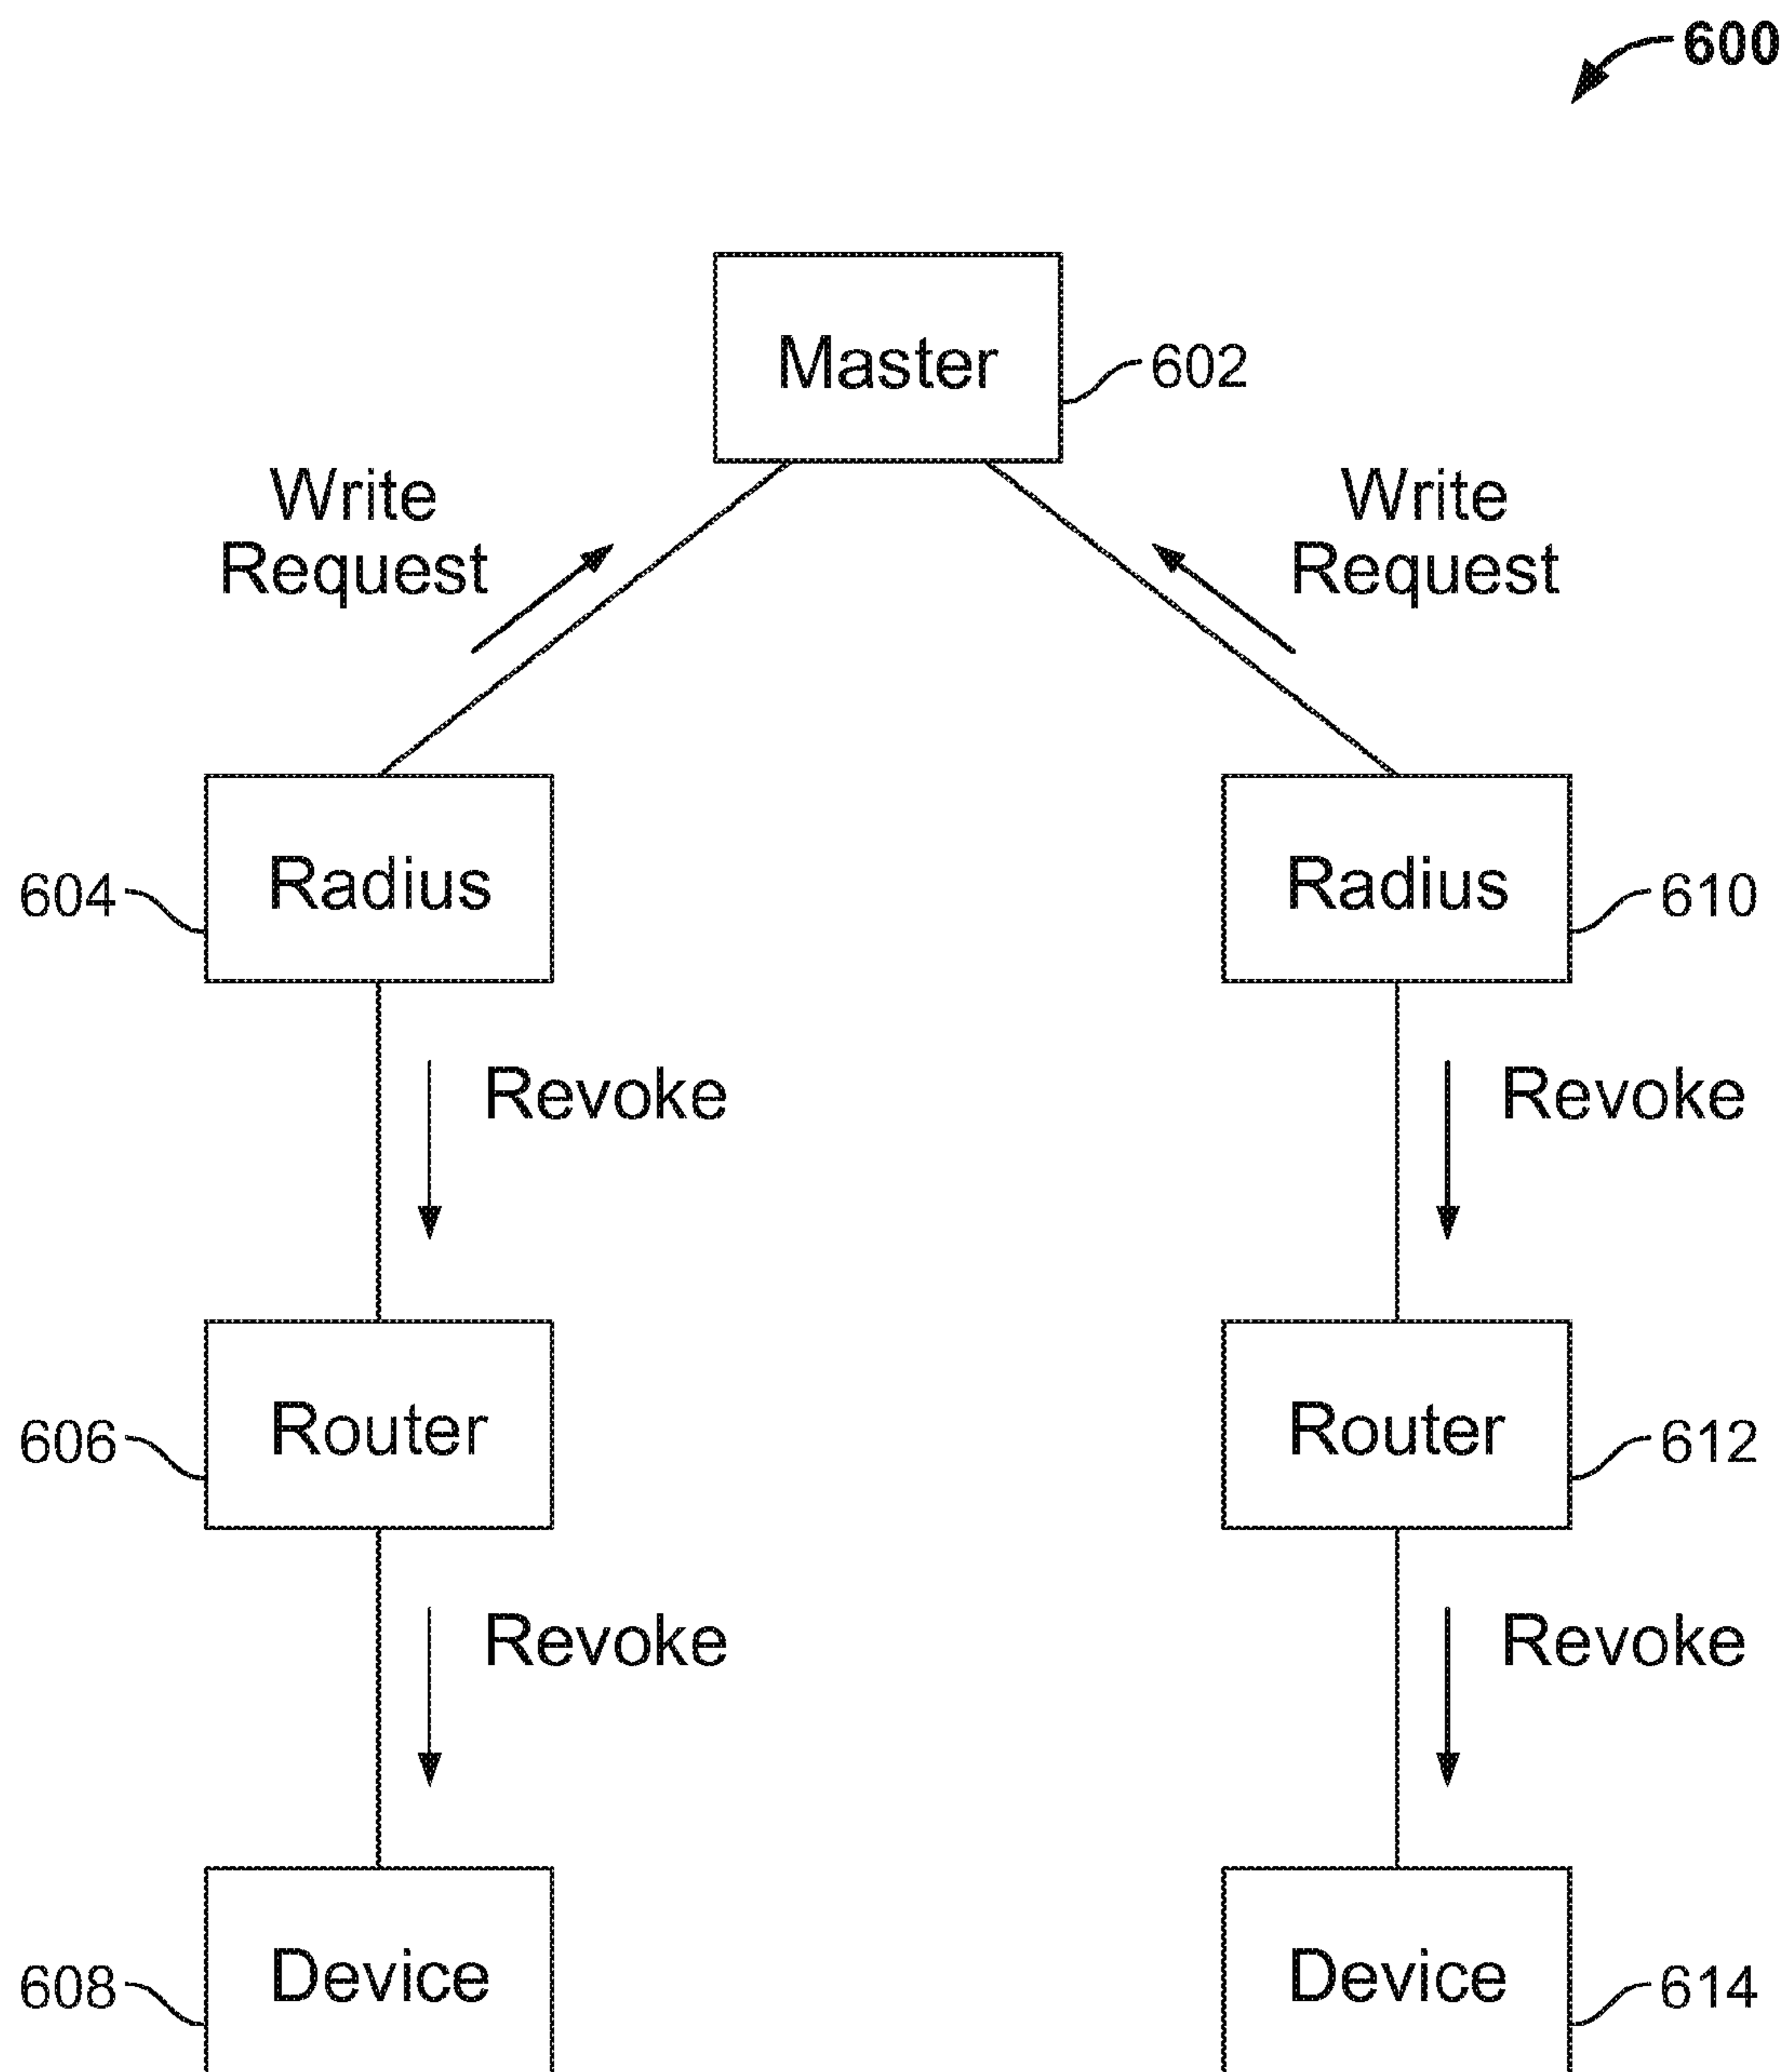 600
Master
602
Write
Request
Write
Request
604
Radius
Radius
610
Revoke
Revoke
606
Router
Router
612
Revoke
Revoke
608
Device
Device
614